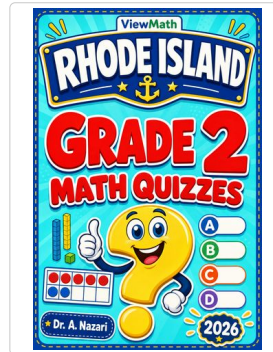 ViewMath
RHODE ISLAND
GRADE 2
MATH QUIZZES
A
B
C
D
Dr. A. Nazari
2026